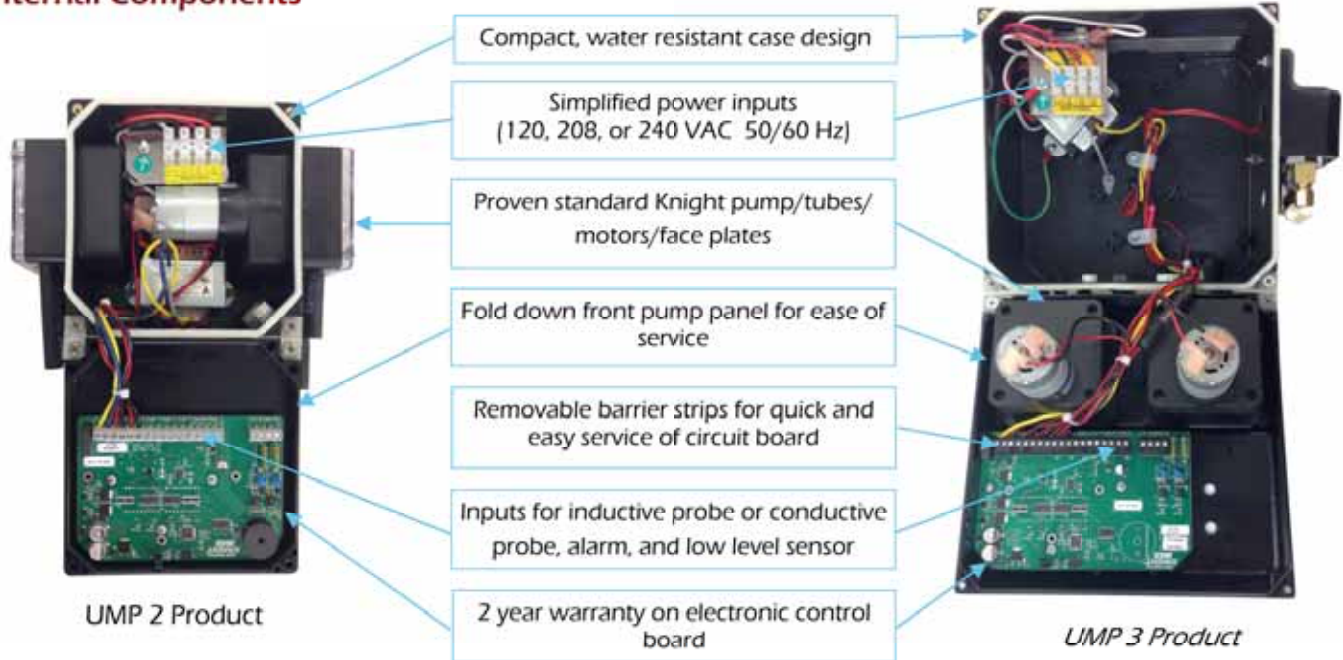 nternal Components
Compact, water resistant case design
Simplified power inputs
(120, 208, or 240 VAC 50/60 Hz)
Proven standard Knight pump/tubes/
motors/face plates
Fold down front pump panel for ease of
service
Removable barrier strips for quick and
easy service of circuit board
Inputs for inductive probe or conductive
probe, alarm, and low level sensor
2 year warranty on electronic control
board
UMP 2 Product
UMP 3 Product